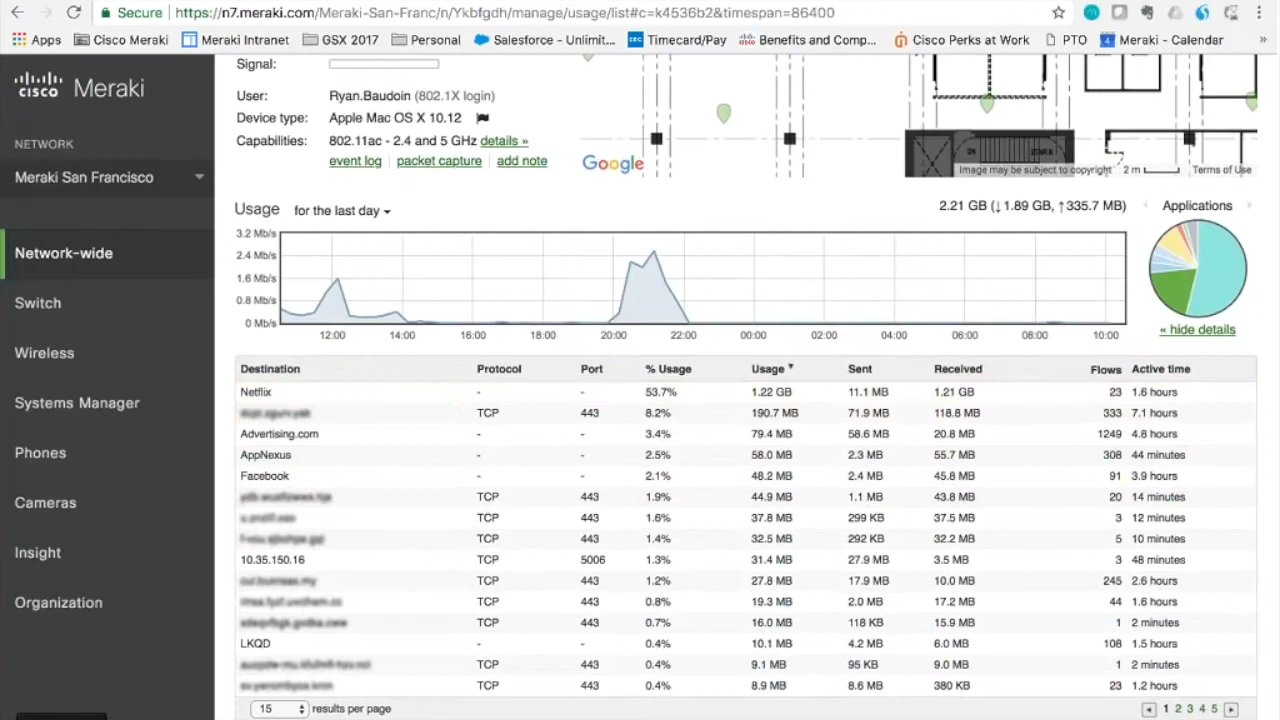 Secure https://n7.meraki.com/Meraki-San-Franc/n/Ykbfgdh/manage/usage/list#c=k4536b2&timespan=86400
Apps Cisco Meraki Meraki Intranet GSX 2017 Personal Salesforce - Unlimit... Timecard/Pay Benefits and Comp... Cisco Perks at Work PTO 4 Meraki - Calendar »
cisco Meraki
NETWORK
Meraki San Francisco
Network-wide
Switch
Wireless
Systems Manager
Phones
Cameras
Insight
Organization
Signal:
User: Ryan.Baudoin (802.1X login)
Device type: Apple Mac OS X 10.12
Capabilities: 802.11ac - 2.4 and 5 GHz details »
event log packet capture add note
Google
Image may be subject to copyright 2 m Terms of Use
Usage for the last day
2.21 GB (↓1.89 GB, ↑335.7 MB)
Applications
3.2 Mb/s
2.4 Mb/s
1.6 Mb/s
0.8 Mb/s
0 Mb/s
12:00 14:00 16:00 18:00 20:00 22:00 00:00 02:00 04:00 06:00 08:00 10:00
« hide details
Destination Protocol Port % Usage Usage ▼ Sent Received Flows Active time
Netflix - - 53.7% 1.22 GB 11.1 MB 1.21 GB 23 1.6 hours
TCP 443 8.2% 190.7 MB 71.9 MB 118.8 MB 333 7.1 hours
Advertising.com - - 3.4% 79.4 MB 58.6 MB 20.8 MB 1249 4.8 hours
AppNexus - - 2.5% 58.0 MB 2.3 MB 55.7 MB 308 44 minutes
Facebook - - 2.1% 48.2 MB 2.4 MB 45.8 MB 91 3.9 hours
TCP 443 1.9% 44.9 MB 1.1 MB 43.8 MB 20 14 minutes
TCP 443 1.6% 37.8 MB 299 KB 37.5 MB 3 12 minutes
TCP 443 1.4% 32.5 MB 292 KB 32.2 MB 5 10 minutes
10.35.150.16 TCP 5006 1.3% 31.4 MB 27.9 MB 3.5 MB 3 48 minutes
TCP 443 1.2% 27.8 MB 17.9 MB 10.0 MB 245 2.6 hours
TCP 443 0.8% 19.3 MB 2.0 MB 17.2 MB 44 1.6 hours
TCP 443 0.7% 16.0 MB 118 KB 15.9 MB 1 2 minutes
LKQD - - 0.4% 10.1 MB 4.2 MB 6.0 MB 108 1.5 hours
TCP 443 0.4% 9.1 MB 95 KB 9.0 MB 1 2 minutes
TCP 443 0.4% 8.9 MB 8.6 MB 380 KB 23 1.2 hours
15 results per page
1 2 3 4 5